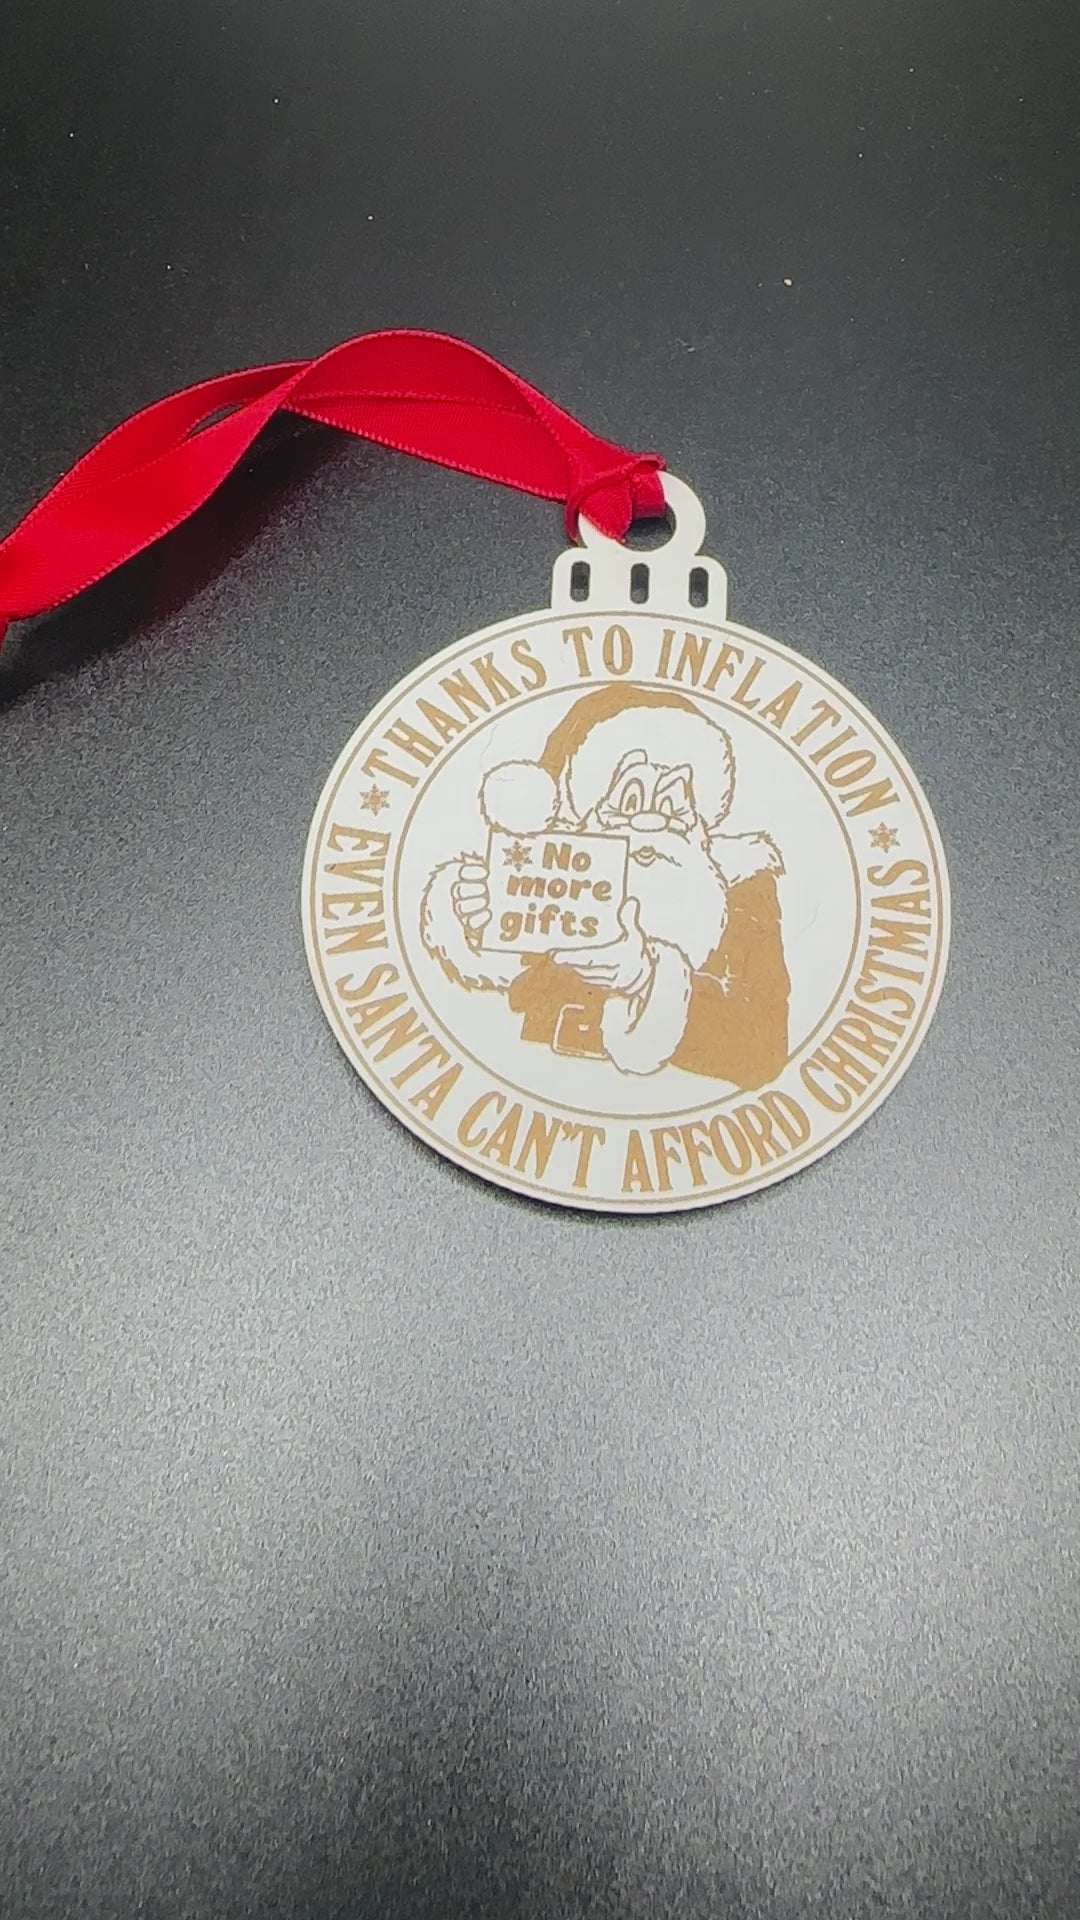 THANKS TO INFLATION
No
more
gifts
EVEN SANTA CAN'T AFFORD CHRISTMAS